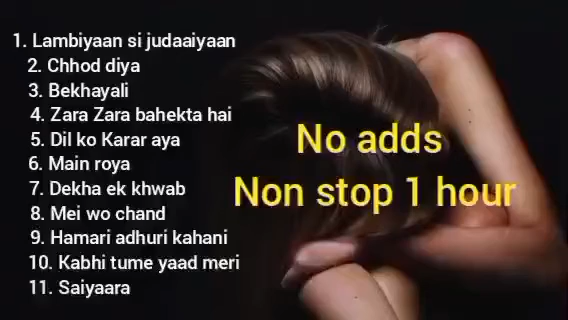 1. Lambiyaan si judaaiyaan
2. Chhod diya
3. Bekhayali
4. Zara Zara bahekta hai
5. Dil ko Karar aya
6. Main roya
7. Dekha ek khwab
8. Mei wo chand
9. Hamari adhuri kahani
10. Kabhi tume yaad meri
11. Saiyaara
No adds
Non stop 1 hour